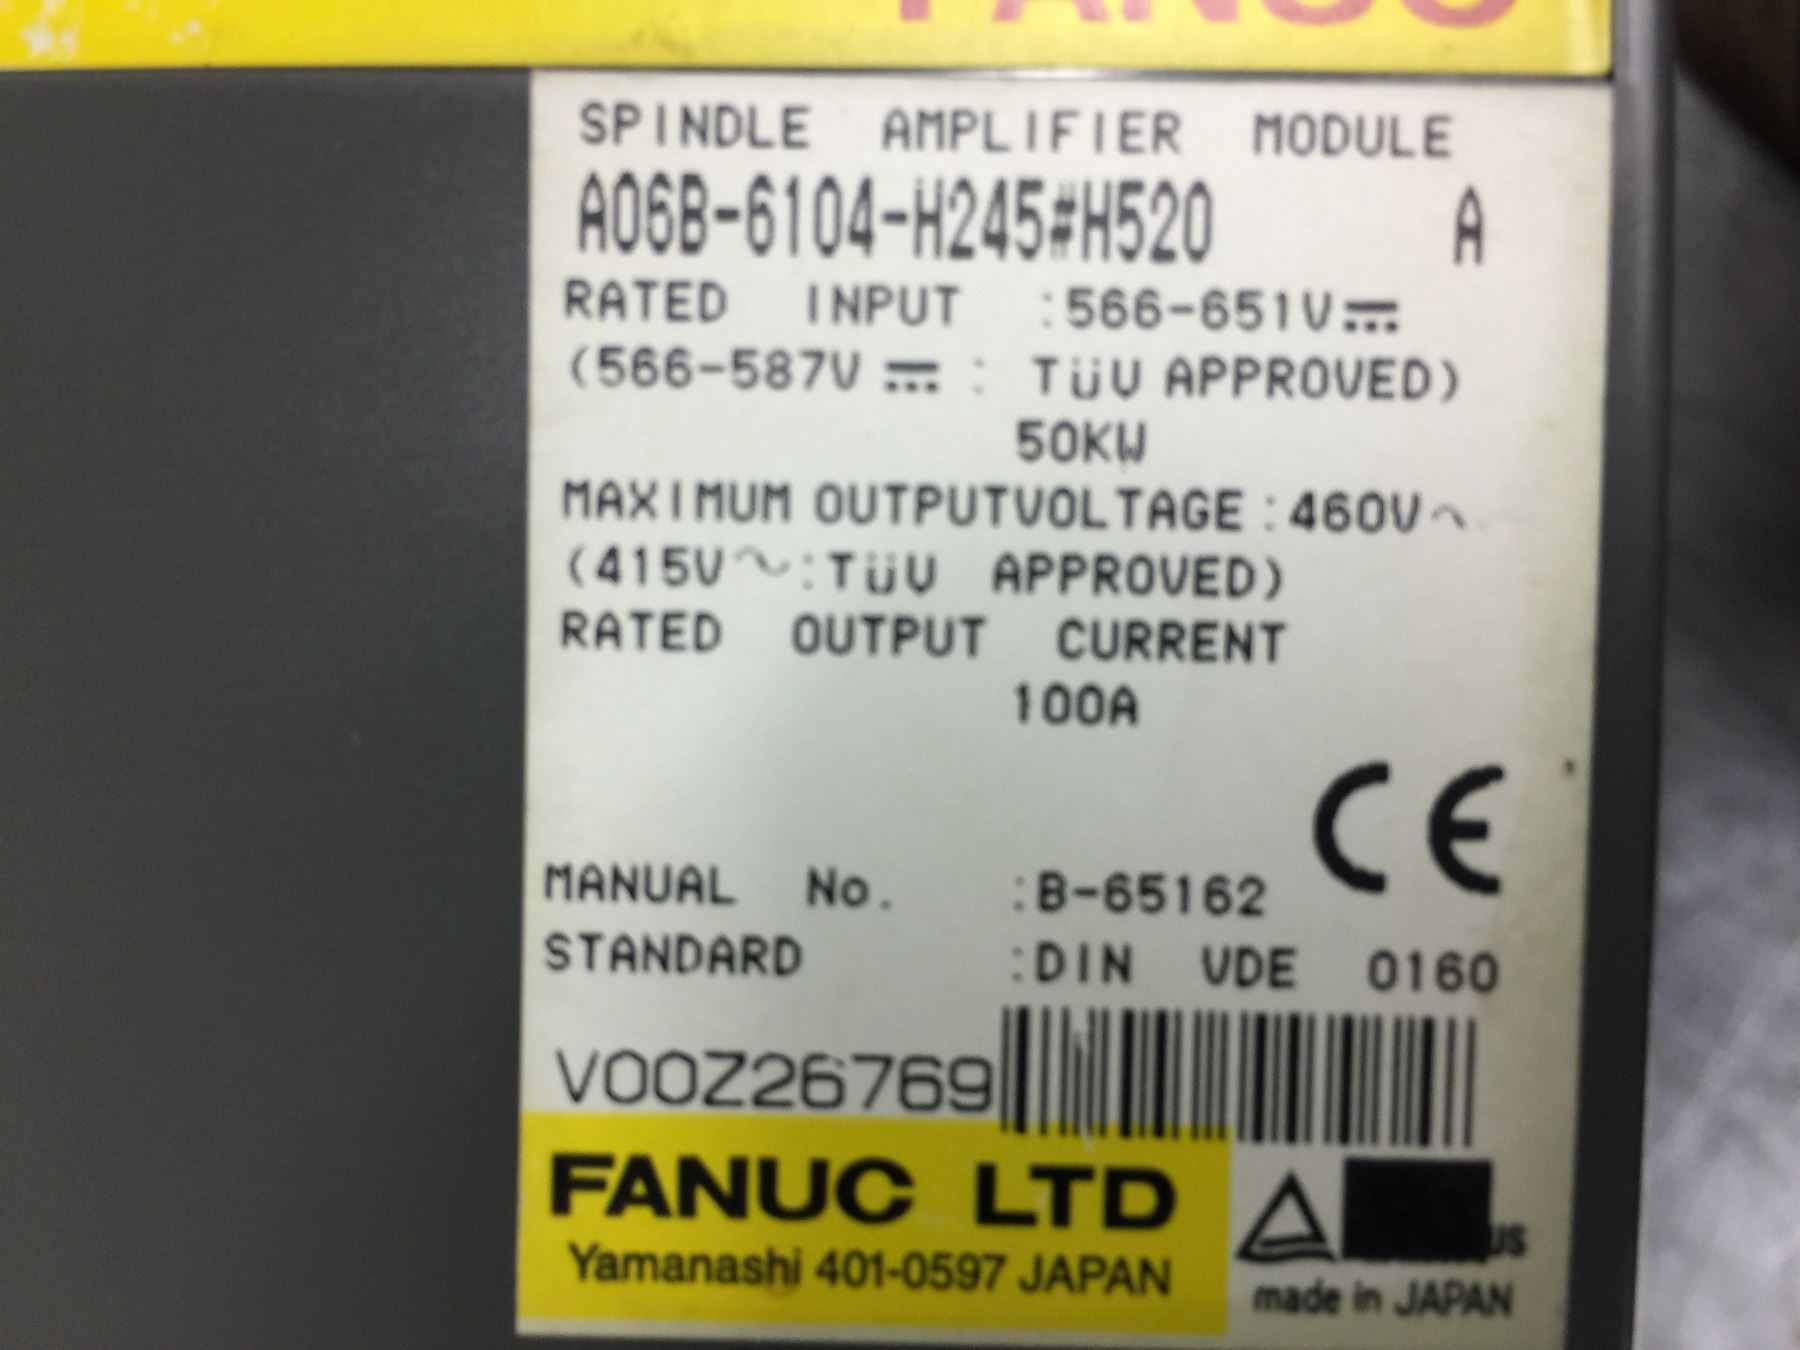 FANUC
SPINDLE AMPLIFIER MODULE
A06B-6104-H245#H520 A
RATED INPUT :566-651V⎓
(566-587V⎓ : TüV APPROVED)
50KW
MAXIMUM OUTPUTVOLTAGE :460V~
(415V~:TüV APPROVED)
RATED OUTPUT CURRENT
100A
CE
MANUAL No. :B-65162
STANDARD :DIN VDE 0160
V00Z26769
FANUC LTD
Yamanashi 401-0597 JAPAN
US
made in JAPAN